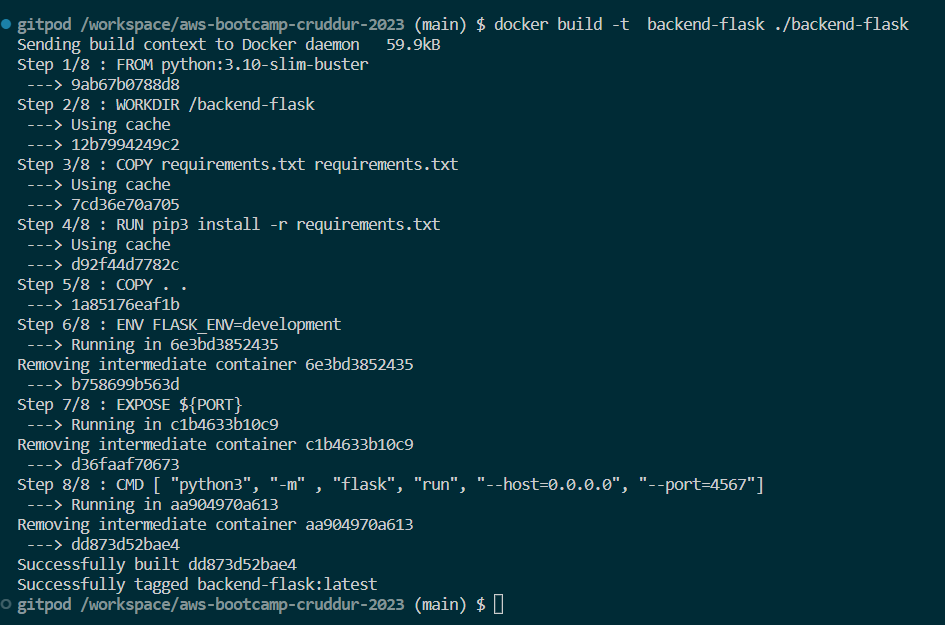 gitpod /workspace/aws-bootcamp-cruddur-2023 (main) $ docker build -t  backend-flask ./backend-flask
Sending build context to Docker daemon   59.9kB
Step 1/8 : FROM python:3.10-slim-buster
 ---> 9ab67b0788d8
Step 2/8 : WORKDIR /backend-flask
 ---> Using cache
 ---> 12b7994249c2
Step 3/8 : COPY requirements.txt requirements.txt
 ---> Using cache
 ---> 7cd36e70a705
Step 4/8 : RUN pip3 install -r requirements.txt
 ---> Using cache
 ---> d92f44d7782c
Step 5/8 : COPY . .
 ---> 1a85176eaf1b
Step 6/8 : ENV FLASK_ENV=development
 ---> Running in 6e3bd3852435
Removing intermediate container 6e3bd3852435
 ---> b758699b563d
Step 7/8 : EXPOSE ${PORT}
 ---> Running in c1b4633b10c9
Removing intermediate container c1b4633b10c9
 ---> d36faaf70673
Step 8/8 : CMD [ "python3", "-m" , "flask", "run", "--host=0.0.0.0", "--port=4567"]
 ---> Running in aa904970a613
Removing intermediate container aa904970a613
 ---> dd873d52bae4
Successfully built dd873d52bae4
Successfully tagged backend-flask:latest
gitpod /workspace/aws-bootcamp-cruddur-2023 (main) $